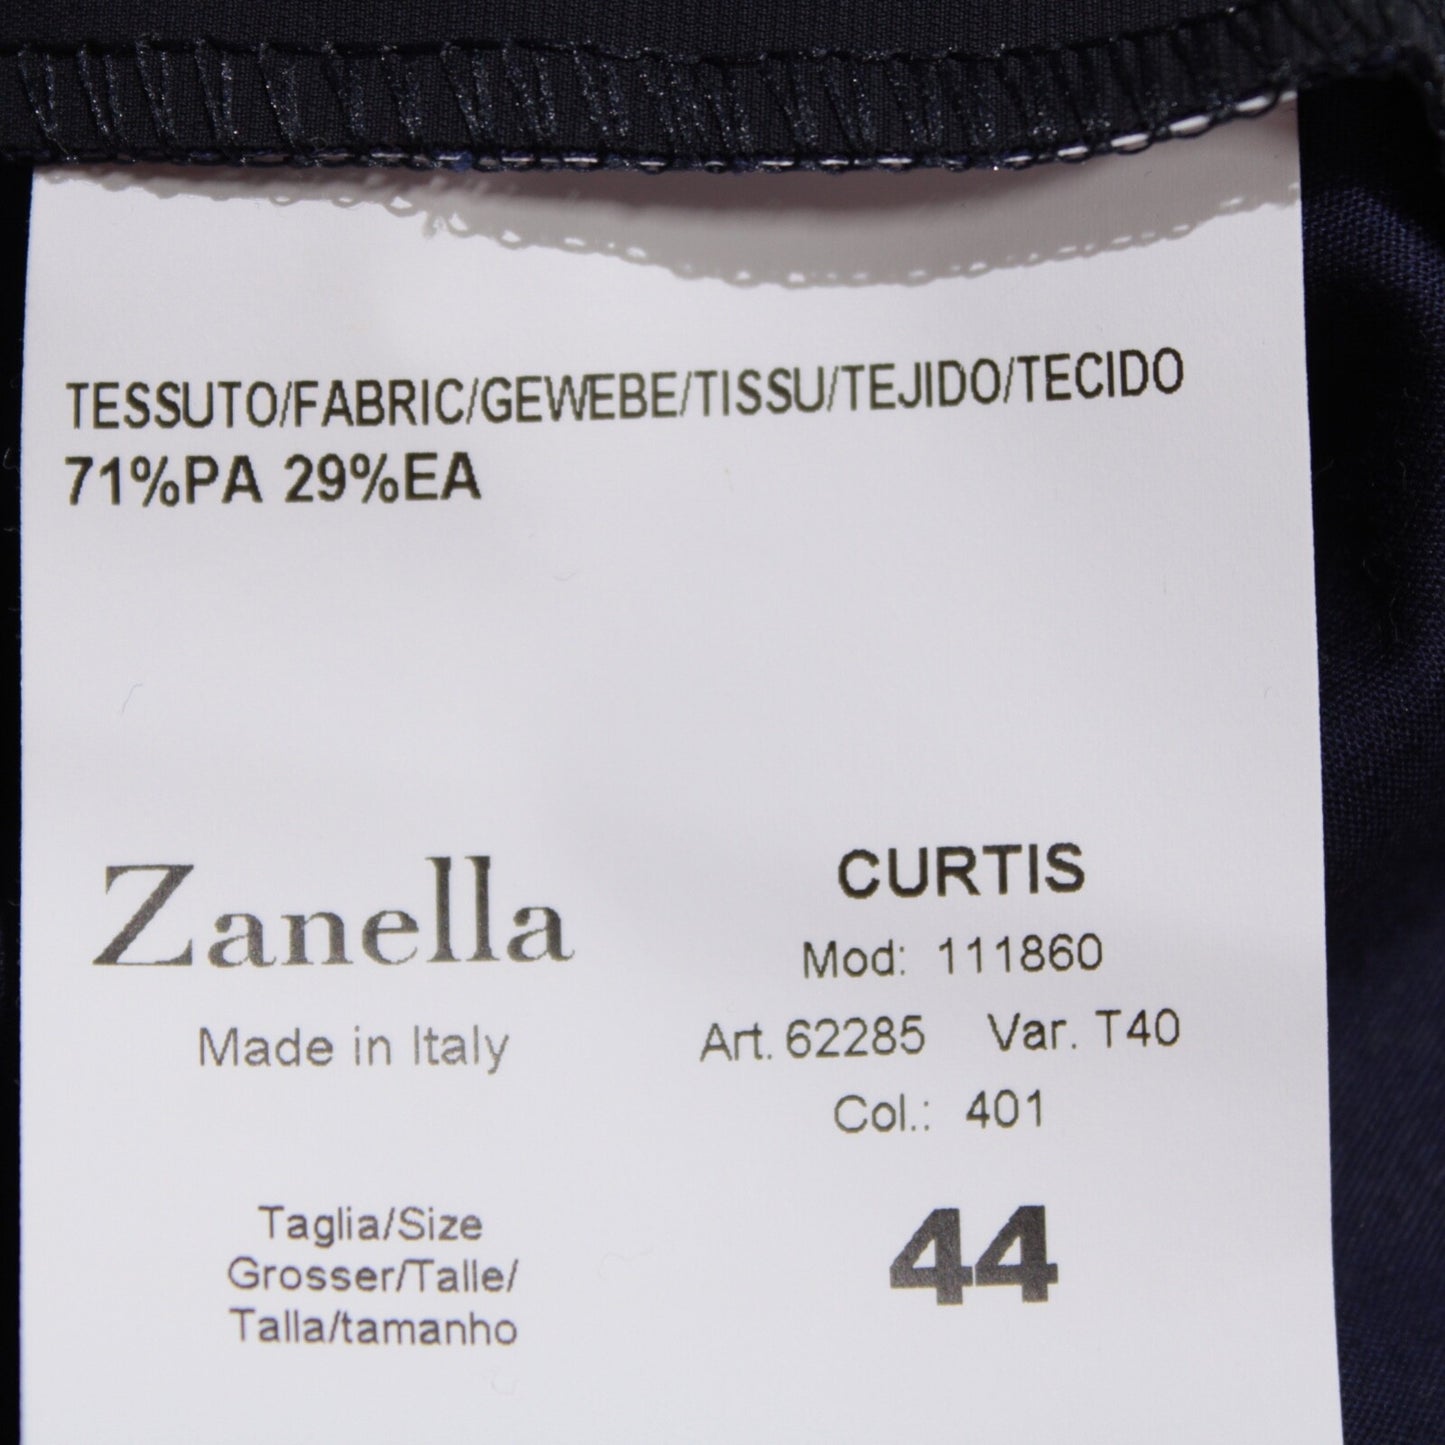 TESSUTO/FABRIC/GEWEBE/TISSU/TEJIDO/TECIDO
71%PA 29%EA
Zanella
Made in Italy
CURTIS
Mod: 111860
Art. 62285 Var. T40
Col.: 401
Taglia/Size
Grosser/Talle/
Talla/tamanho
44